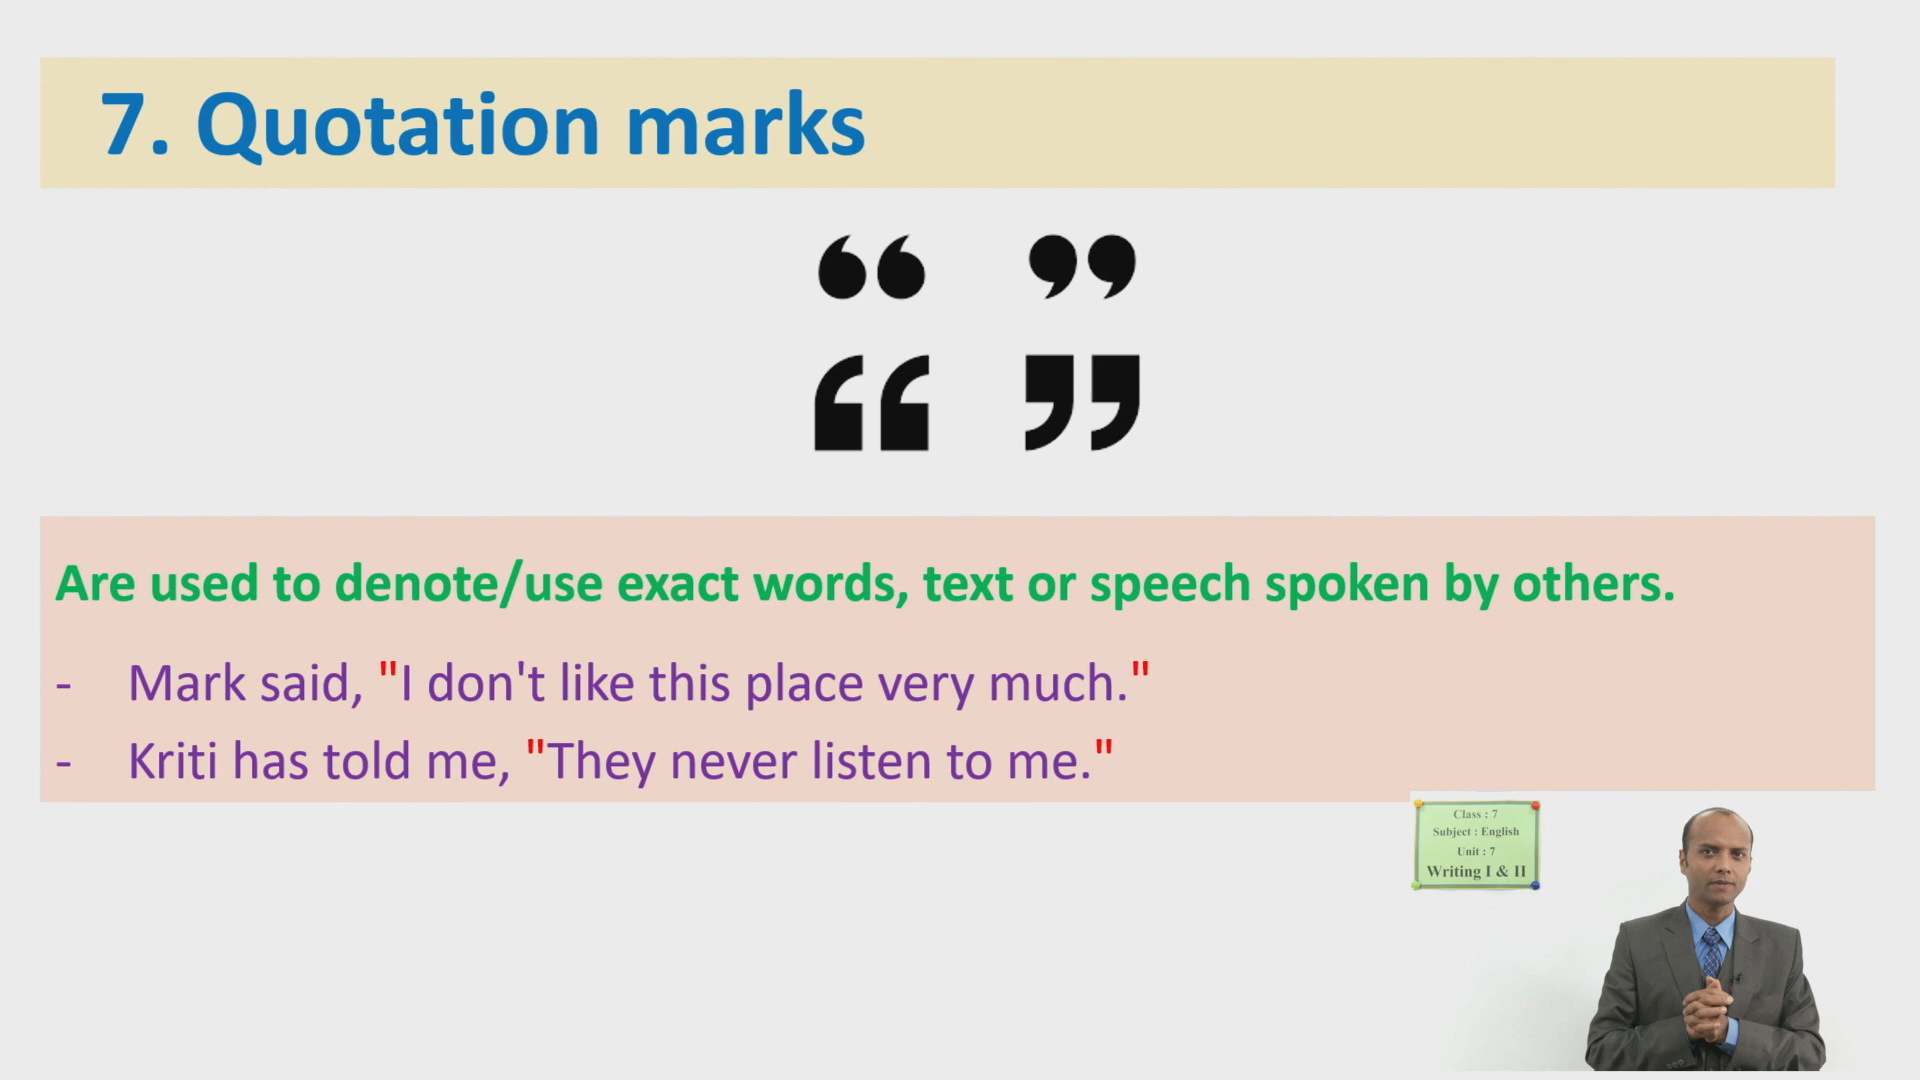 7. Quotation marks
“ ”
“ ”
Are used to denote/use exact words, text or speech spoken by others.
- Mark said, "I don't like this place very much."
- Kriti has told me, "They never listen to me."
Class : 7
Subject : English
Unit : 7
Writing I & II